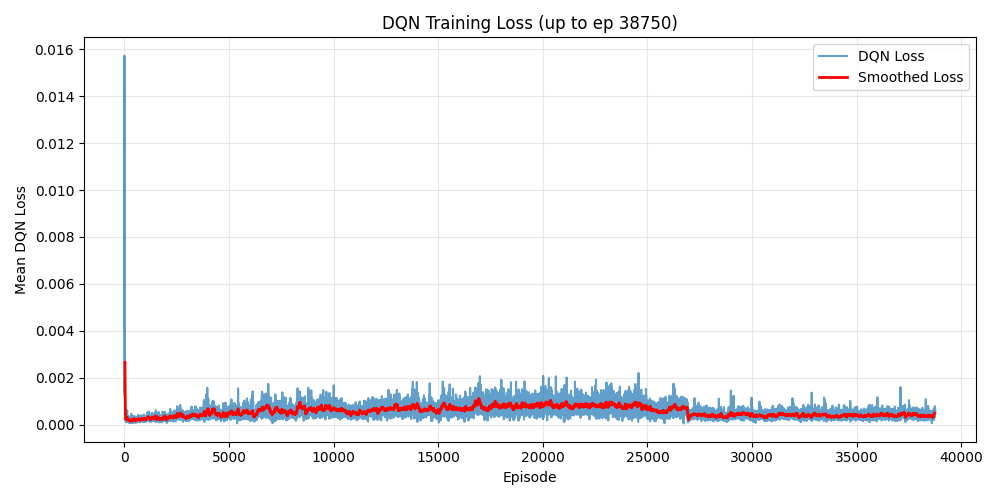 DQN Training Loss (up to ep 38750)
DQN Loss
Smoothed Loss
Mean DQN Loss
0.016
0.014
0.012
0.010
0.008
0.006
0.004
0.002
0.000
0 5000 10000 15000 20000 25000 30000 35000 40000
Episode